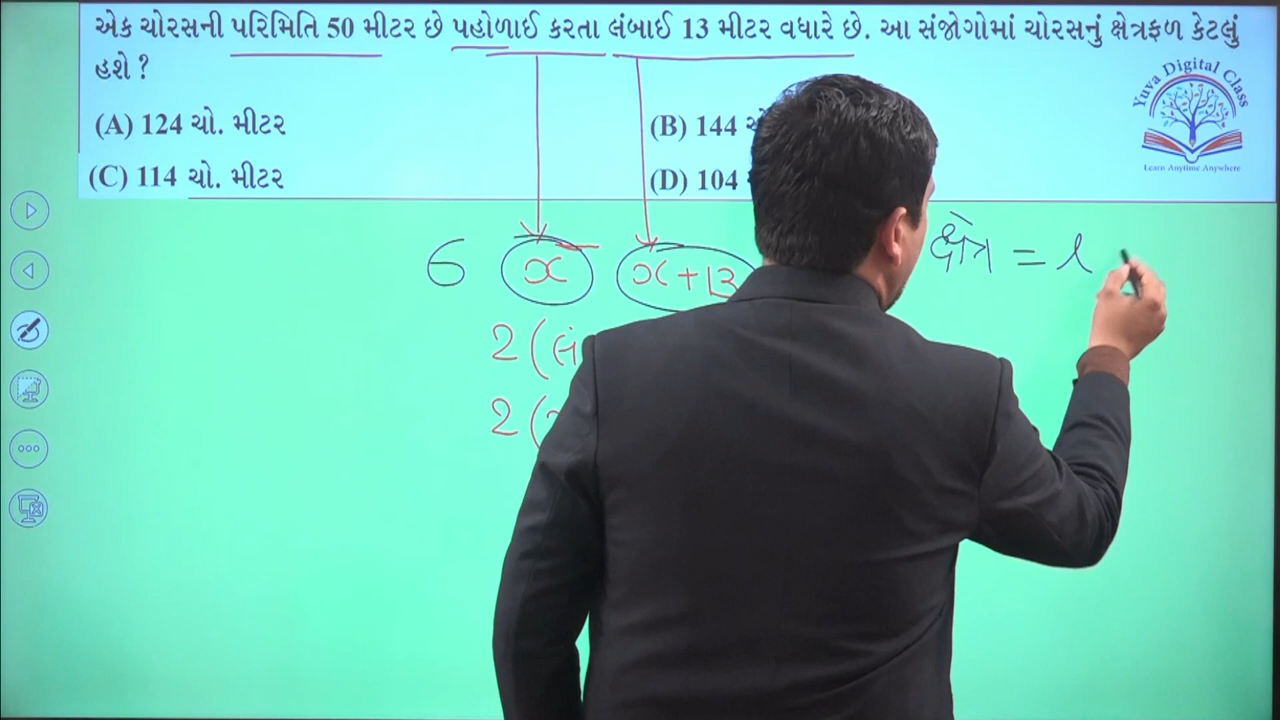 એક ચોરસની પરિમિતિ 50 મીટર છે પહોળાઈ કરતા લંબાઈ 13 મીટર વધારે છે. આ સંજોગોમાં ચોરસનું ક્ષેત્રફળ કેટલું
હશે ?
(A) 124 ચો. મીટર
(B) 144
(C) 114 ચો. મીટર
(D) 104
Yuva Digital Class
Learn Anytime Anywhere
6 x x+13
ક્ષેત્ર = l
2 (લં
2 (